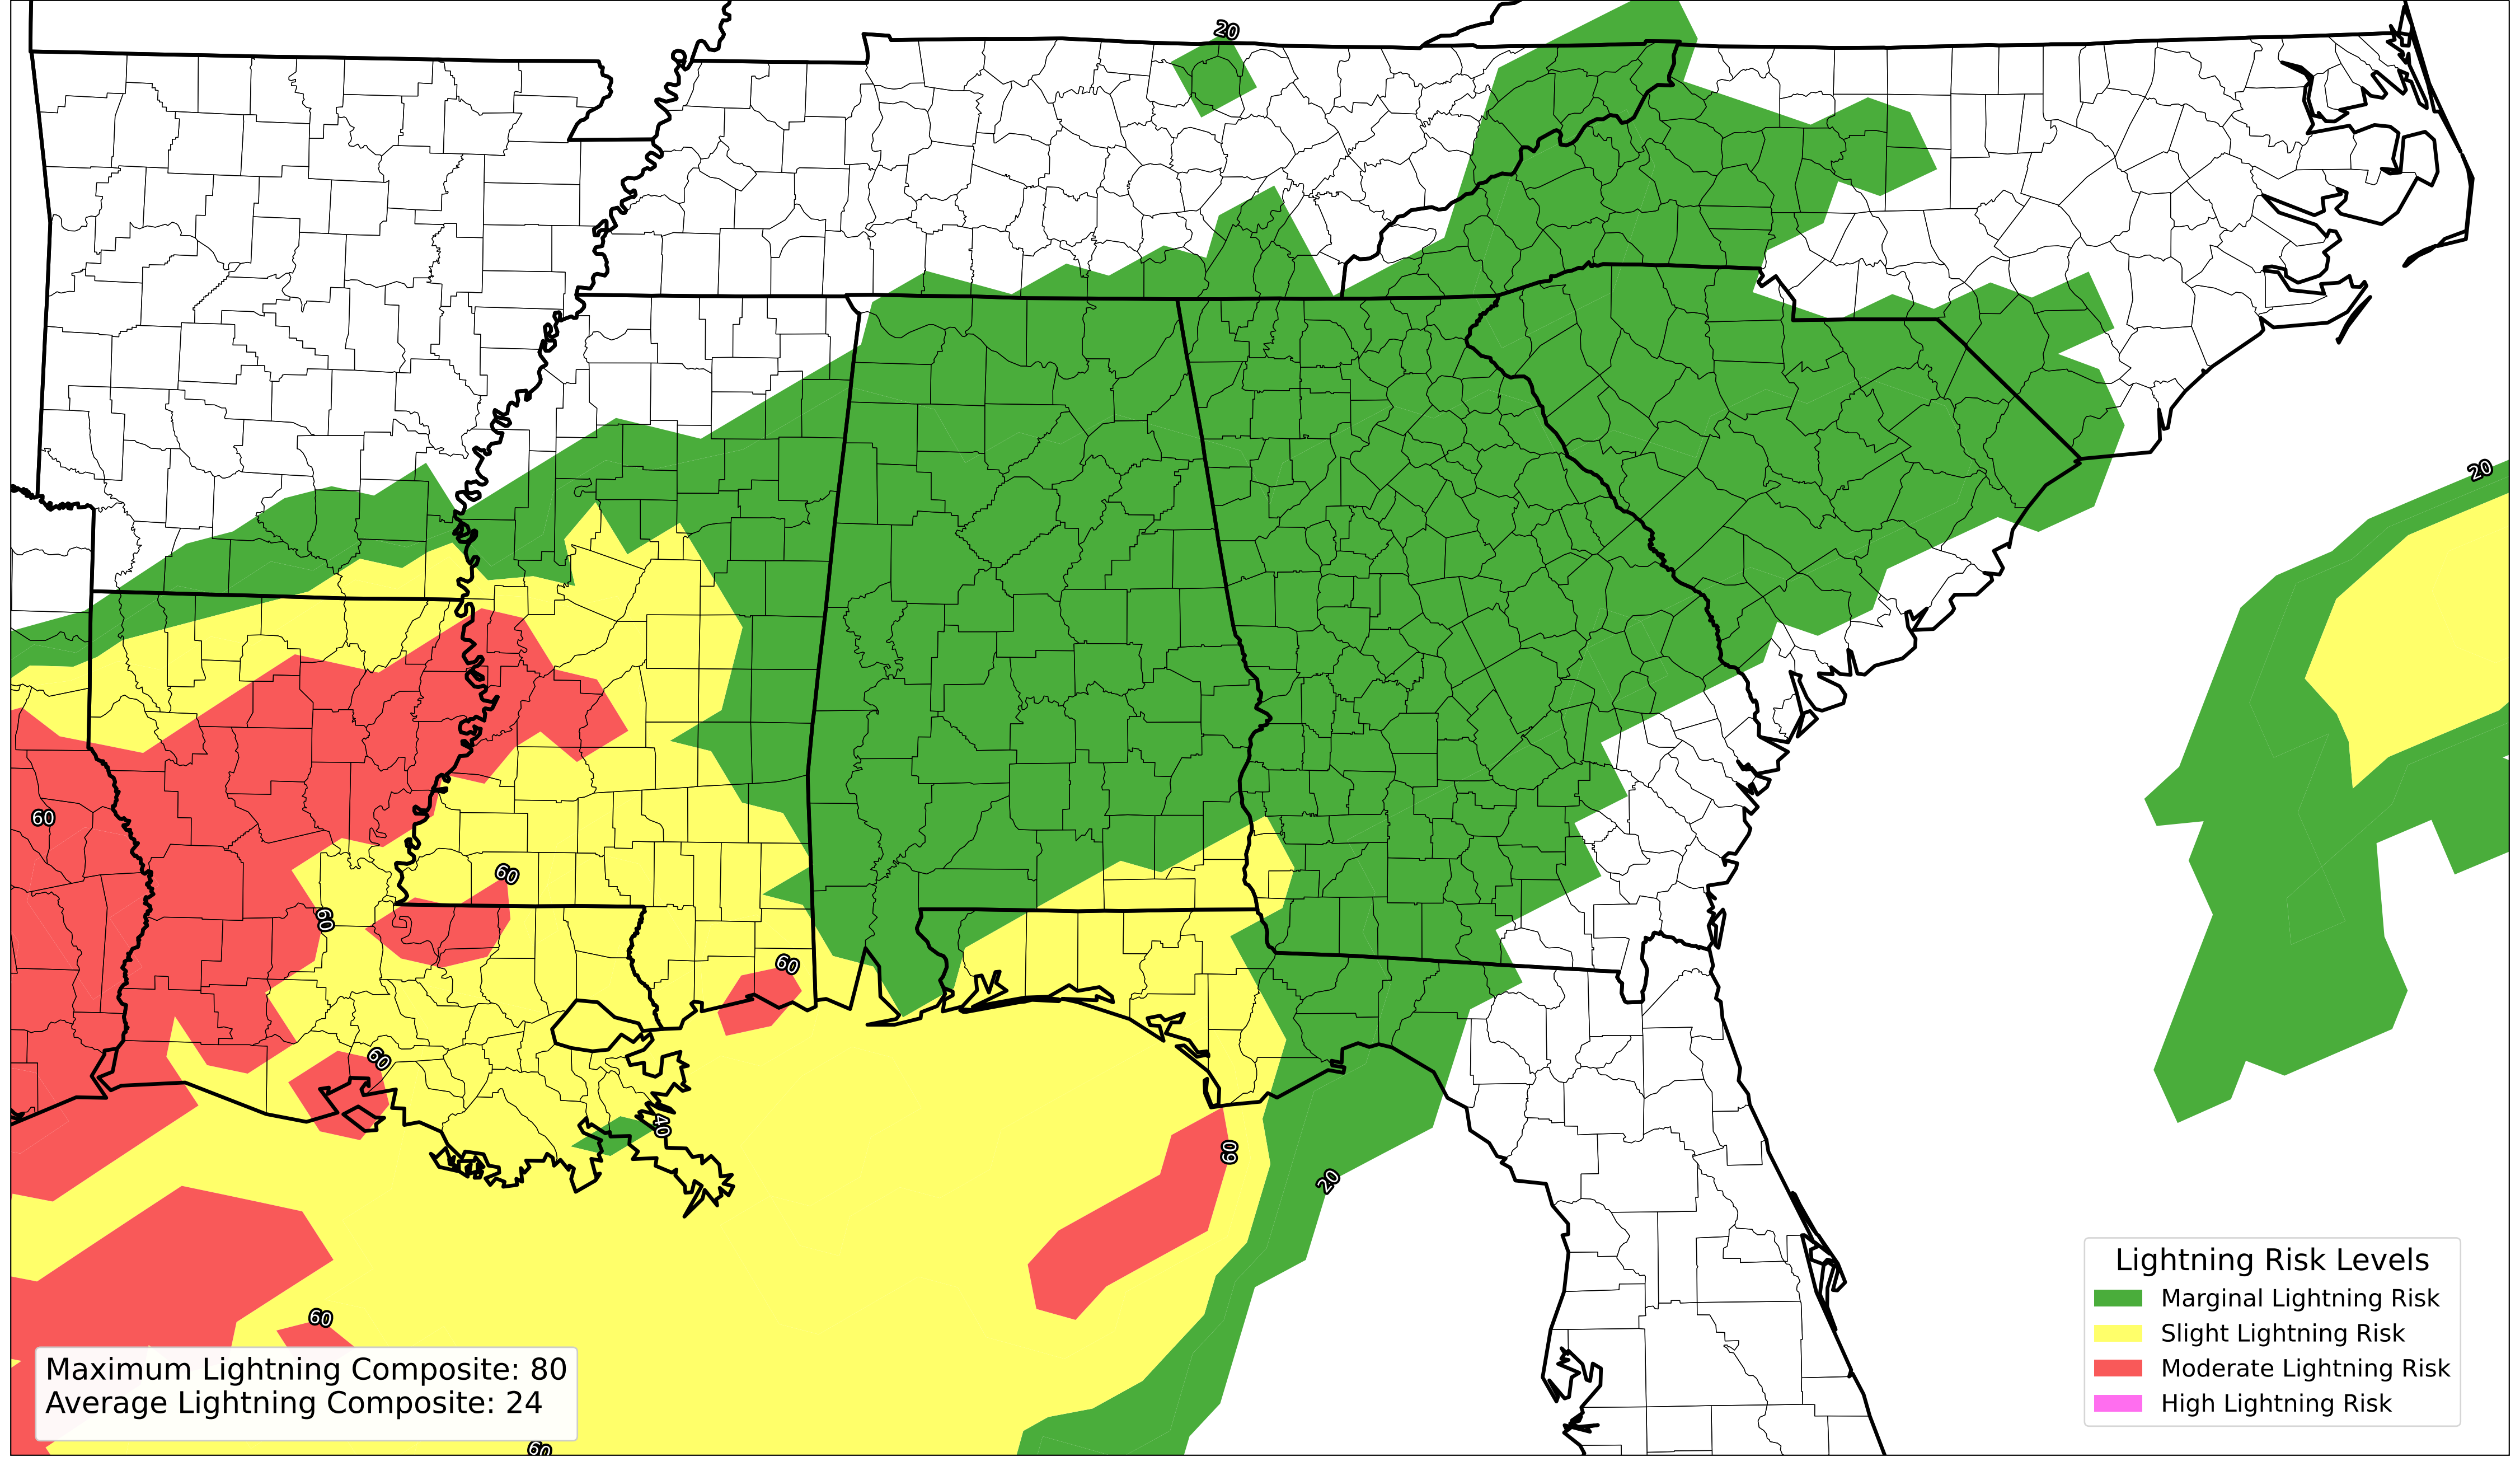 20
20
60
60
60
60
60
40
60
20
60
60
Lightning Risk Levels
Marginal Lightning Risk
Slight Lightning Risk
Moderate Lightning Risk
High Lightning Risk
Maximum Lightning Composite: 80
Average Lightning Composite: 24